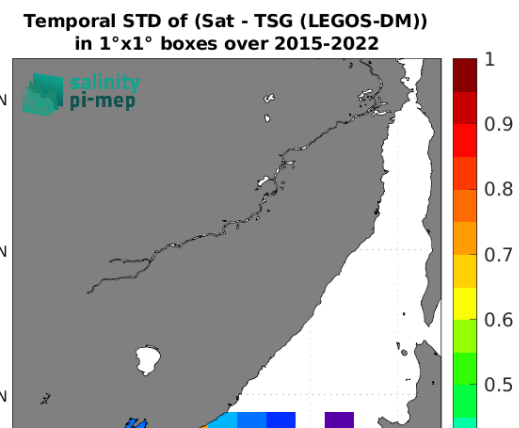 Temporal STD of (Sat - TSG (LEGOS-DM))
in 1°x1° boxes over 2015-2022
salinity
pi-mep
N
N
N
1
0.9
0.8
0.7
0.6
0.5